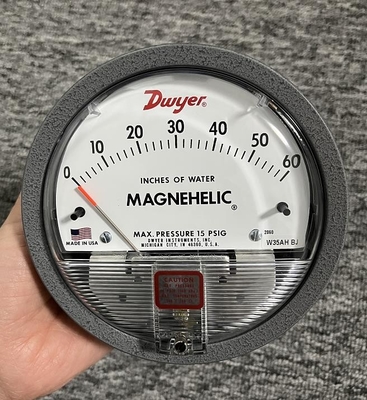 Dwyer®
0 10 20 30 40 50 60
INCHES OF WATER
MAGNEHELIC®
MAX. PRESSURE 15 PSIG
DWYER INSTRUMENTS, INC.
MICHIGAN CITY, IN 46360, U.S.A.
MADE IN USA
2060
W35AH BJ
CAUTION